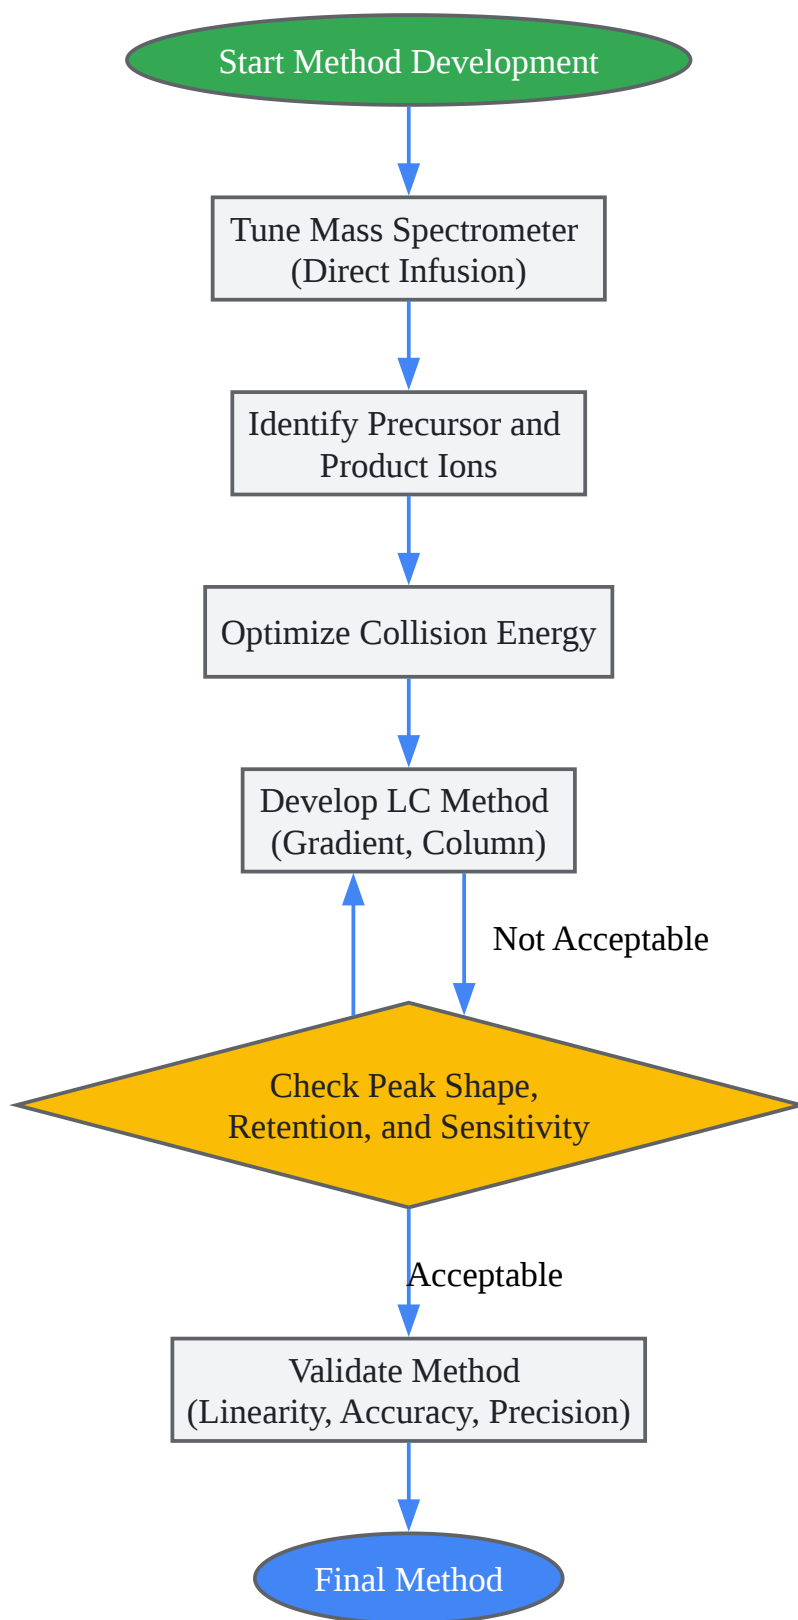 Start Method Development
Tune Mass Spectrometer
(Direct Infusion)
Identify Precursor and
Product Ions
Optimize Collision Energy
Develop LC Method
(Gradient, Column)
Not Acceptable
Check Peak Shape,
Retention, and Sensitivity
Acceptable
Validate Method
(Linearity, Accuracy, Precision)
Final Method